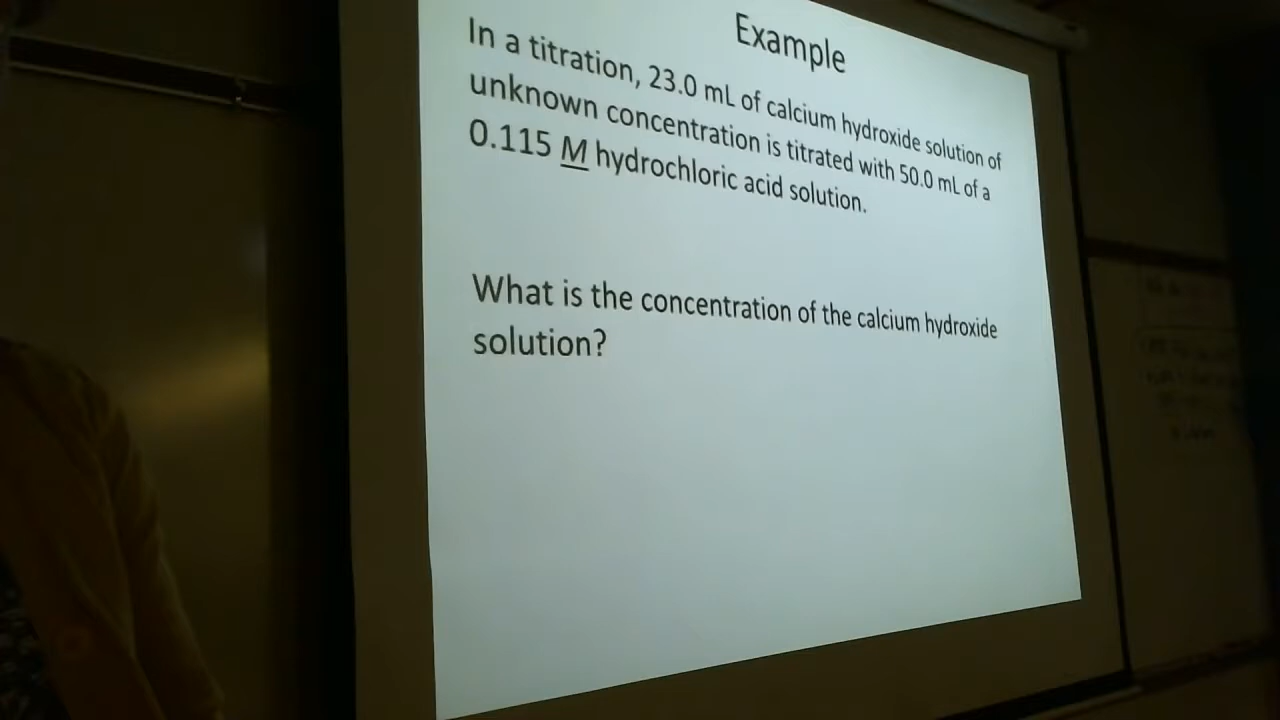 Example
In a titration, 23.0 mL of calcium hydroxide solution of
unknown concentration is titrated with 50.0 mL of a
0.115 M hydrochloric acid solution.
What is the concentration of the calcium hydroxide
solution?